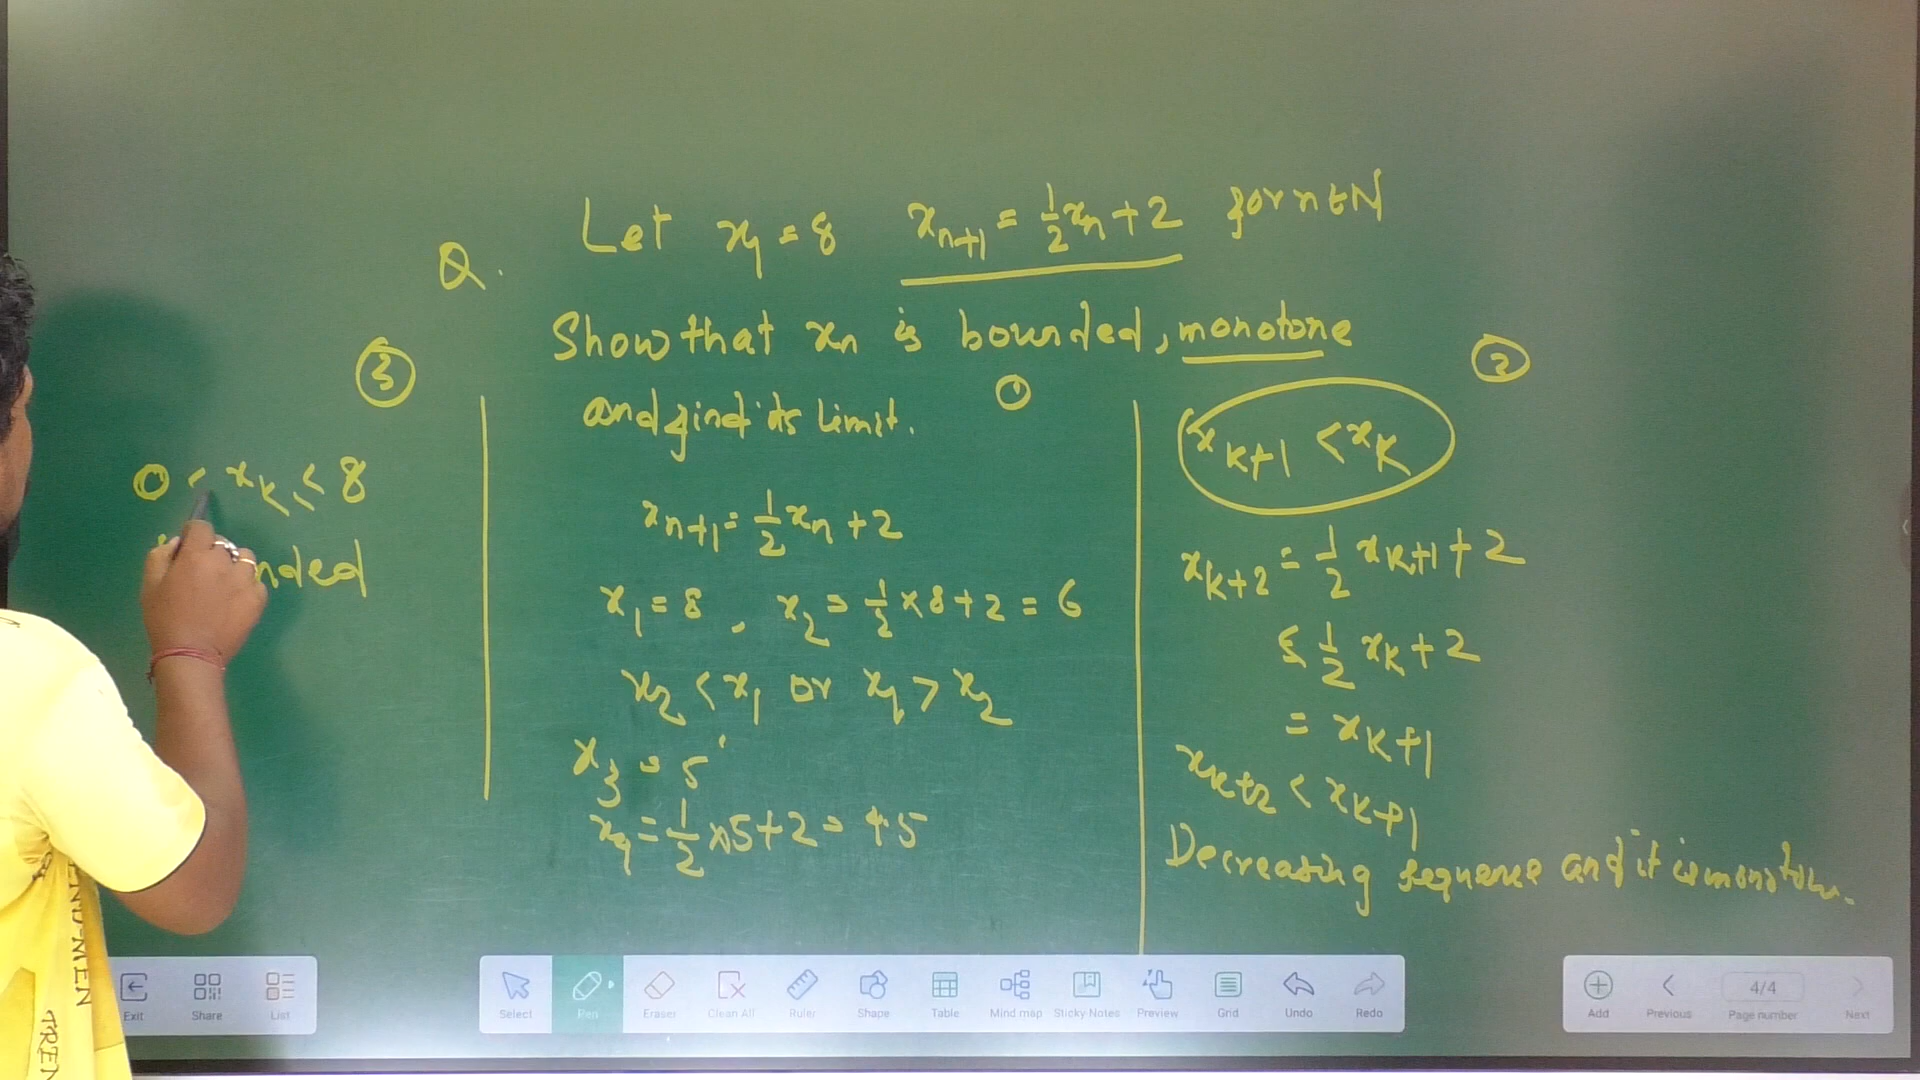 Q. Let x₁ = 8 xₙ₊₁ = ½xₙ + 2 for n ∈ N
Show that xₙ is bounded, monotone
and find its limit.
①
xₙ₊₁ = ½xₙ + 2
x₁ = 8, x₂ = ½ × 8 + 2 = 6
x₂ < x₁ or x₁ > x₂
x₃ = 5
x₄ = ½ × 5 + 2 = 4.5
②
xₖ₊₁ < xₖ
xₖ₊₂ = ½ xₖ₊₁ + 2
≤ ½ xₖ + 2
= xₖ₊₁
xₖ₊₂ < xₖ₊₁
Decreasing sequence and it is monotone.
③
0 < xₖ ≤ 8
nded
END-MEN
TREN
Exit Share List
Select Pen Eraser Clean All Ruler Shape Table Mind map Sticky Notes Preview Grid Undo Redo
4/4
Add Previous Page number Next